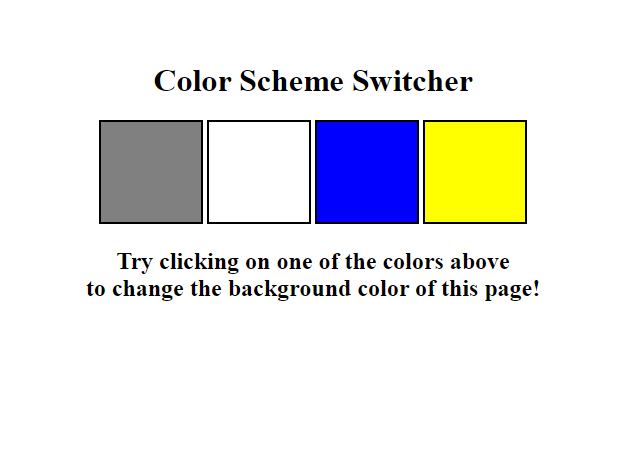 Color Scheme Switcher
Try clicking on one of the colors above
to change the background color of this page!